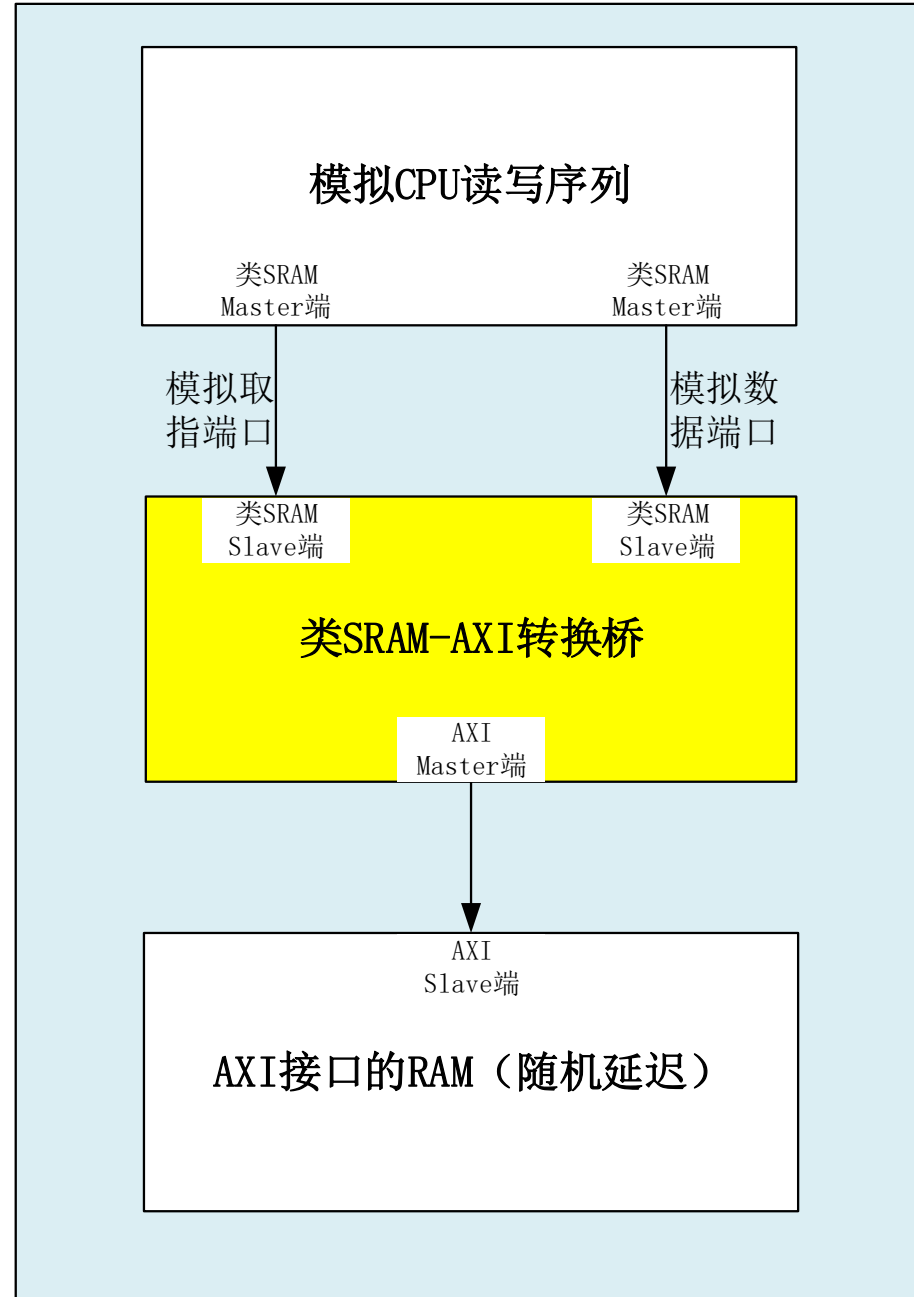 模拟CPU读写序列
类SRAM
Master端
类SRAM
Master端
模拟取
指端口
模拟数
据端口
类SRAM
Slave端
类SRAM
Slave端
类SRAM-AXI转换桥
AXI
Master端
AXI
Slave端
AXI接口的RAM（随机延迟）